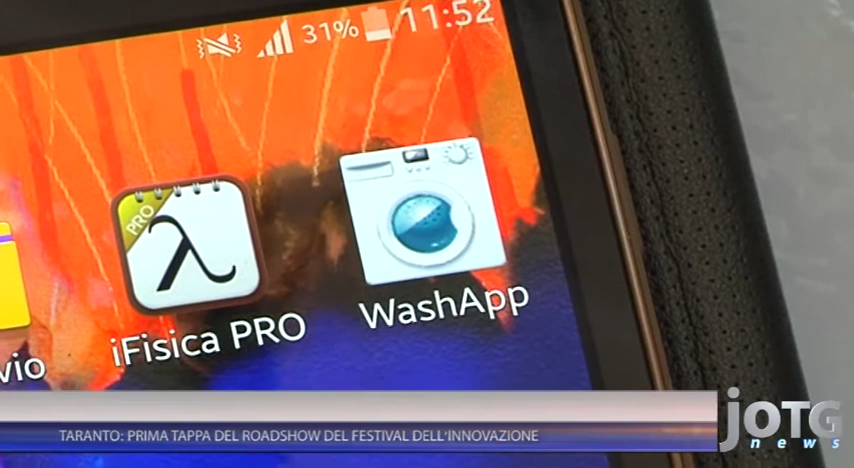 31% 11:52
PRO
λ
vio
iFisica PRO
WashApp
TARANTO: PRIMA TAPPA DEL ROADSHOW DEL FESTIVAL DELL'INNOVAZIONE
jOTG
news